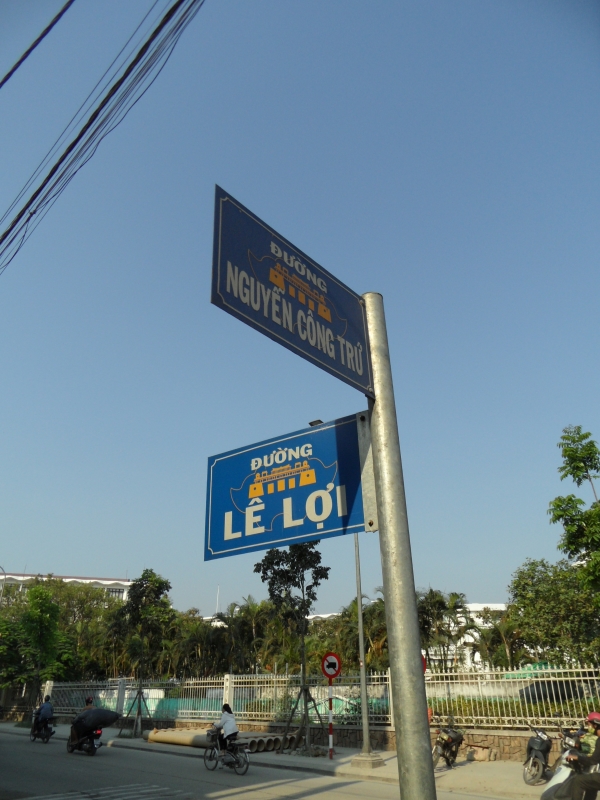 ĐƯỜNG
NGUYỄN CÔNG TRỨ
ĐƯỜNG
LÊ LỢI